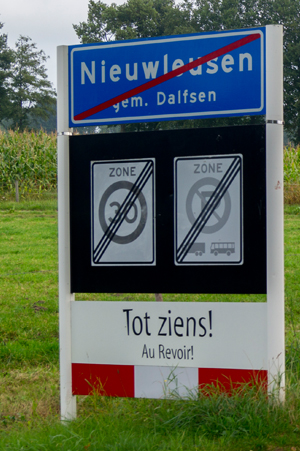 Nieuwleusen
gem. Dalfsen
ZONE
30
ZONE
P
Tot ziens!
Au Revoir!